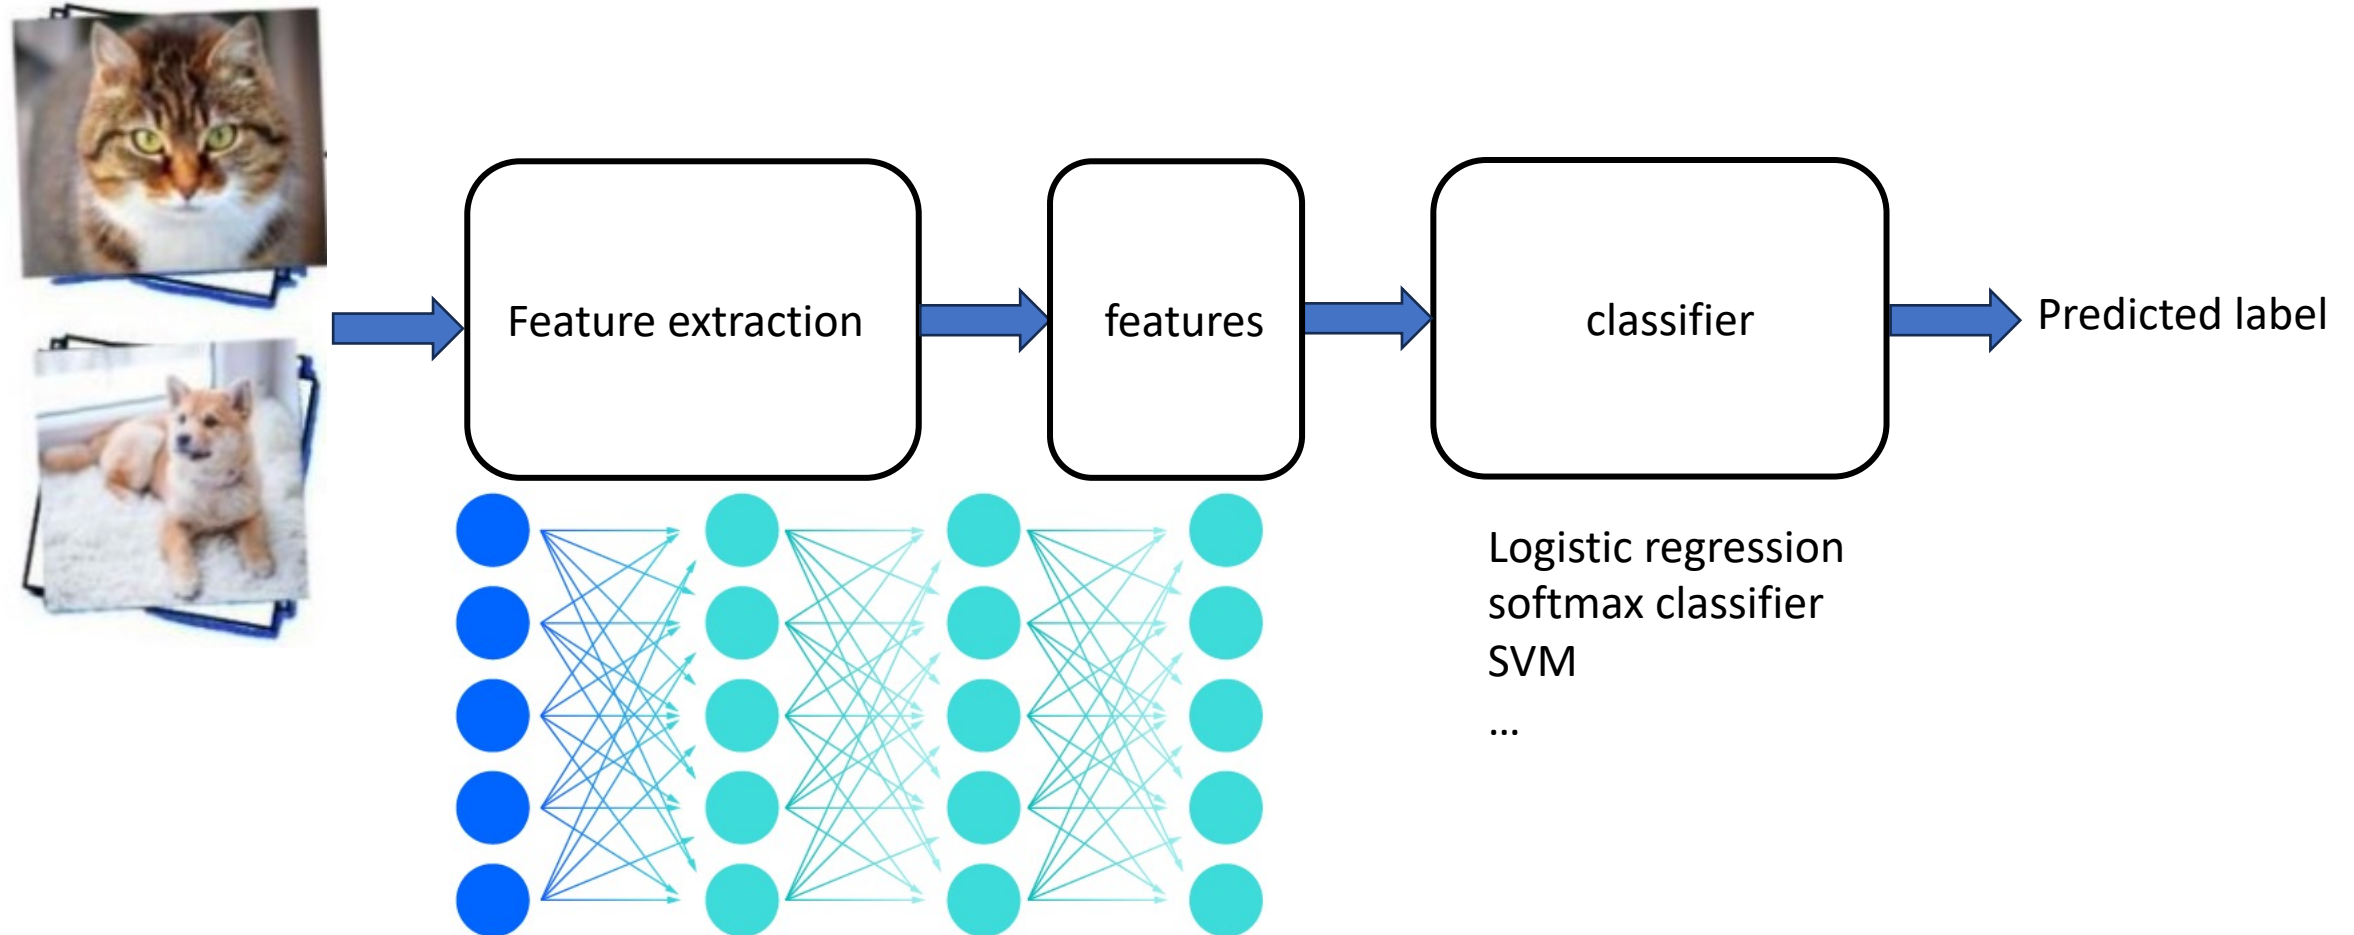 Feature extraction
features
classifier
Predicted label
Logistic regression
softmax classifier
SVM
...